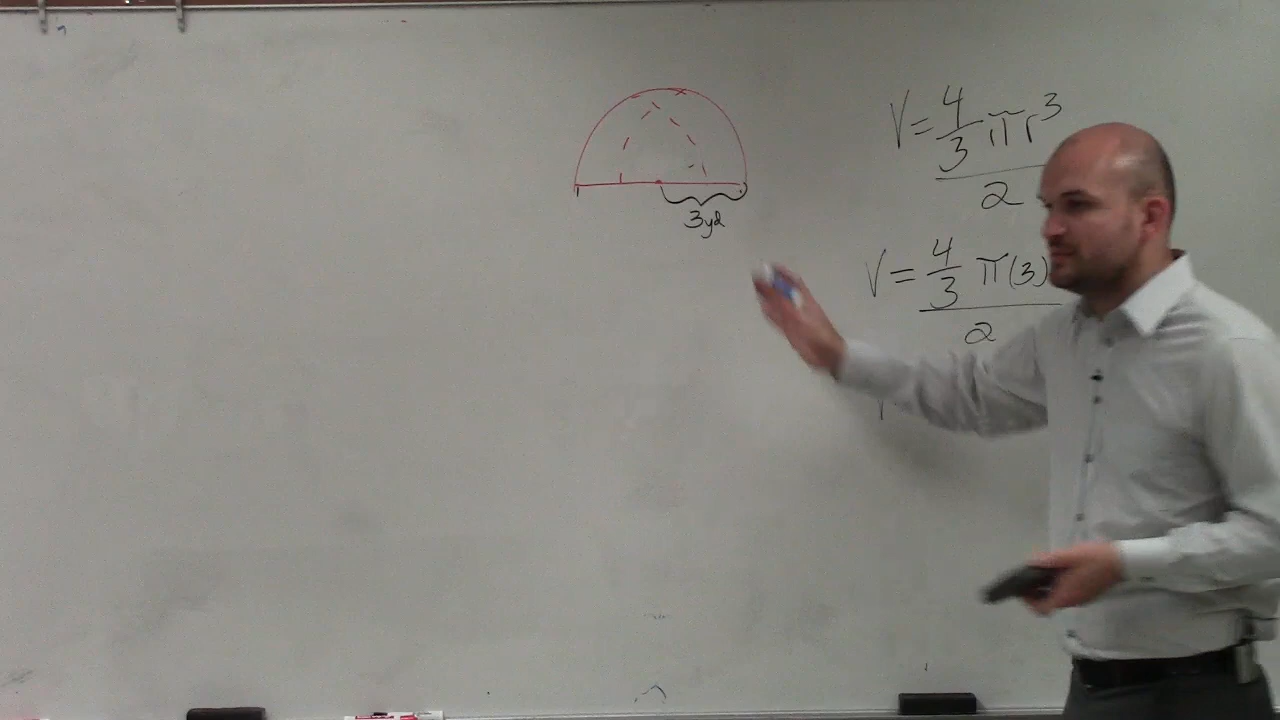 3yd
V = 4/3 πr³
2
V = 4/3 π(3)
2